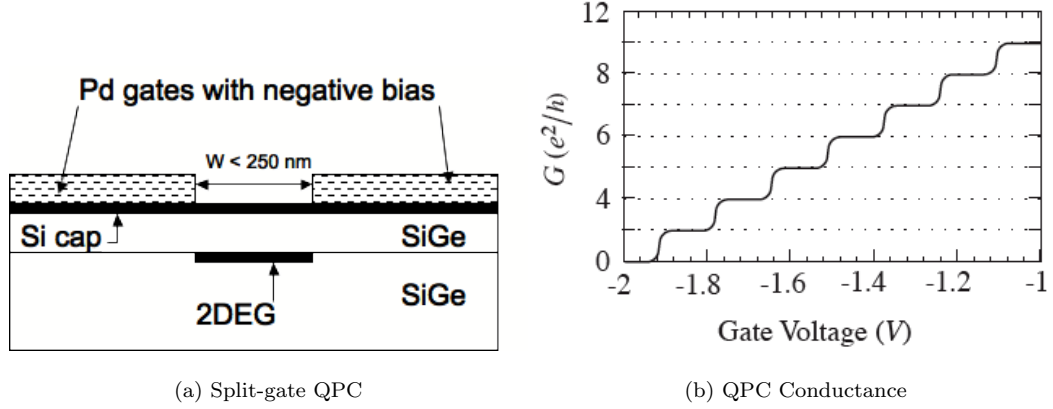 Pd gates with negative bias
W < 250 nm
Si cap
SiGe
SiGe
2DEG
(a) Split-gate QPC
12
10
8
6
4
0
G (e²/h)
-2
-1.8
-1.6
-1.4
-1.2
-1
Gate Voltage (V)
(b) QPC Conductance